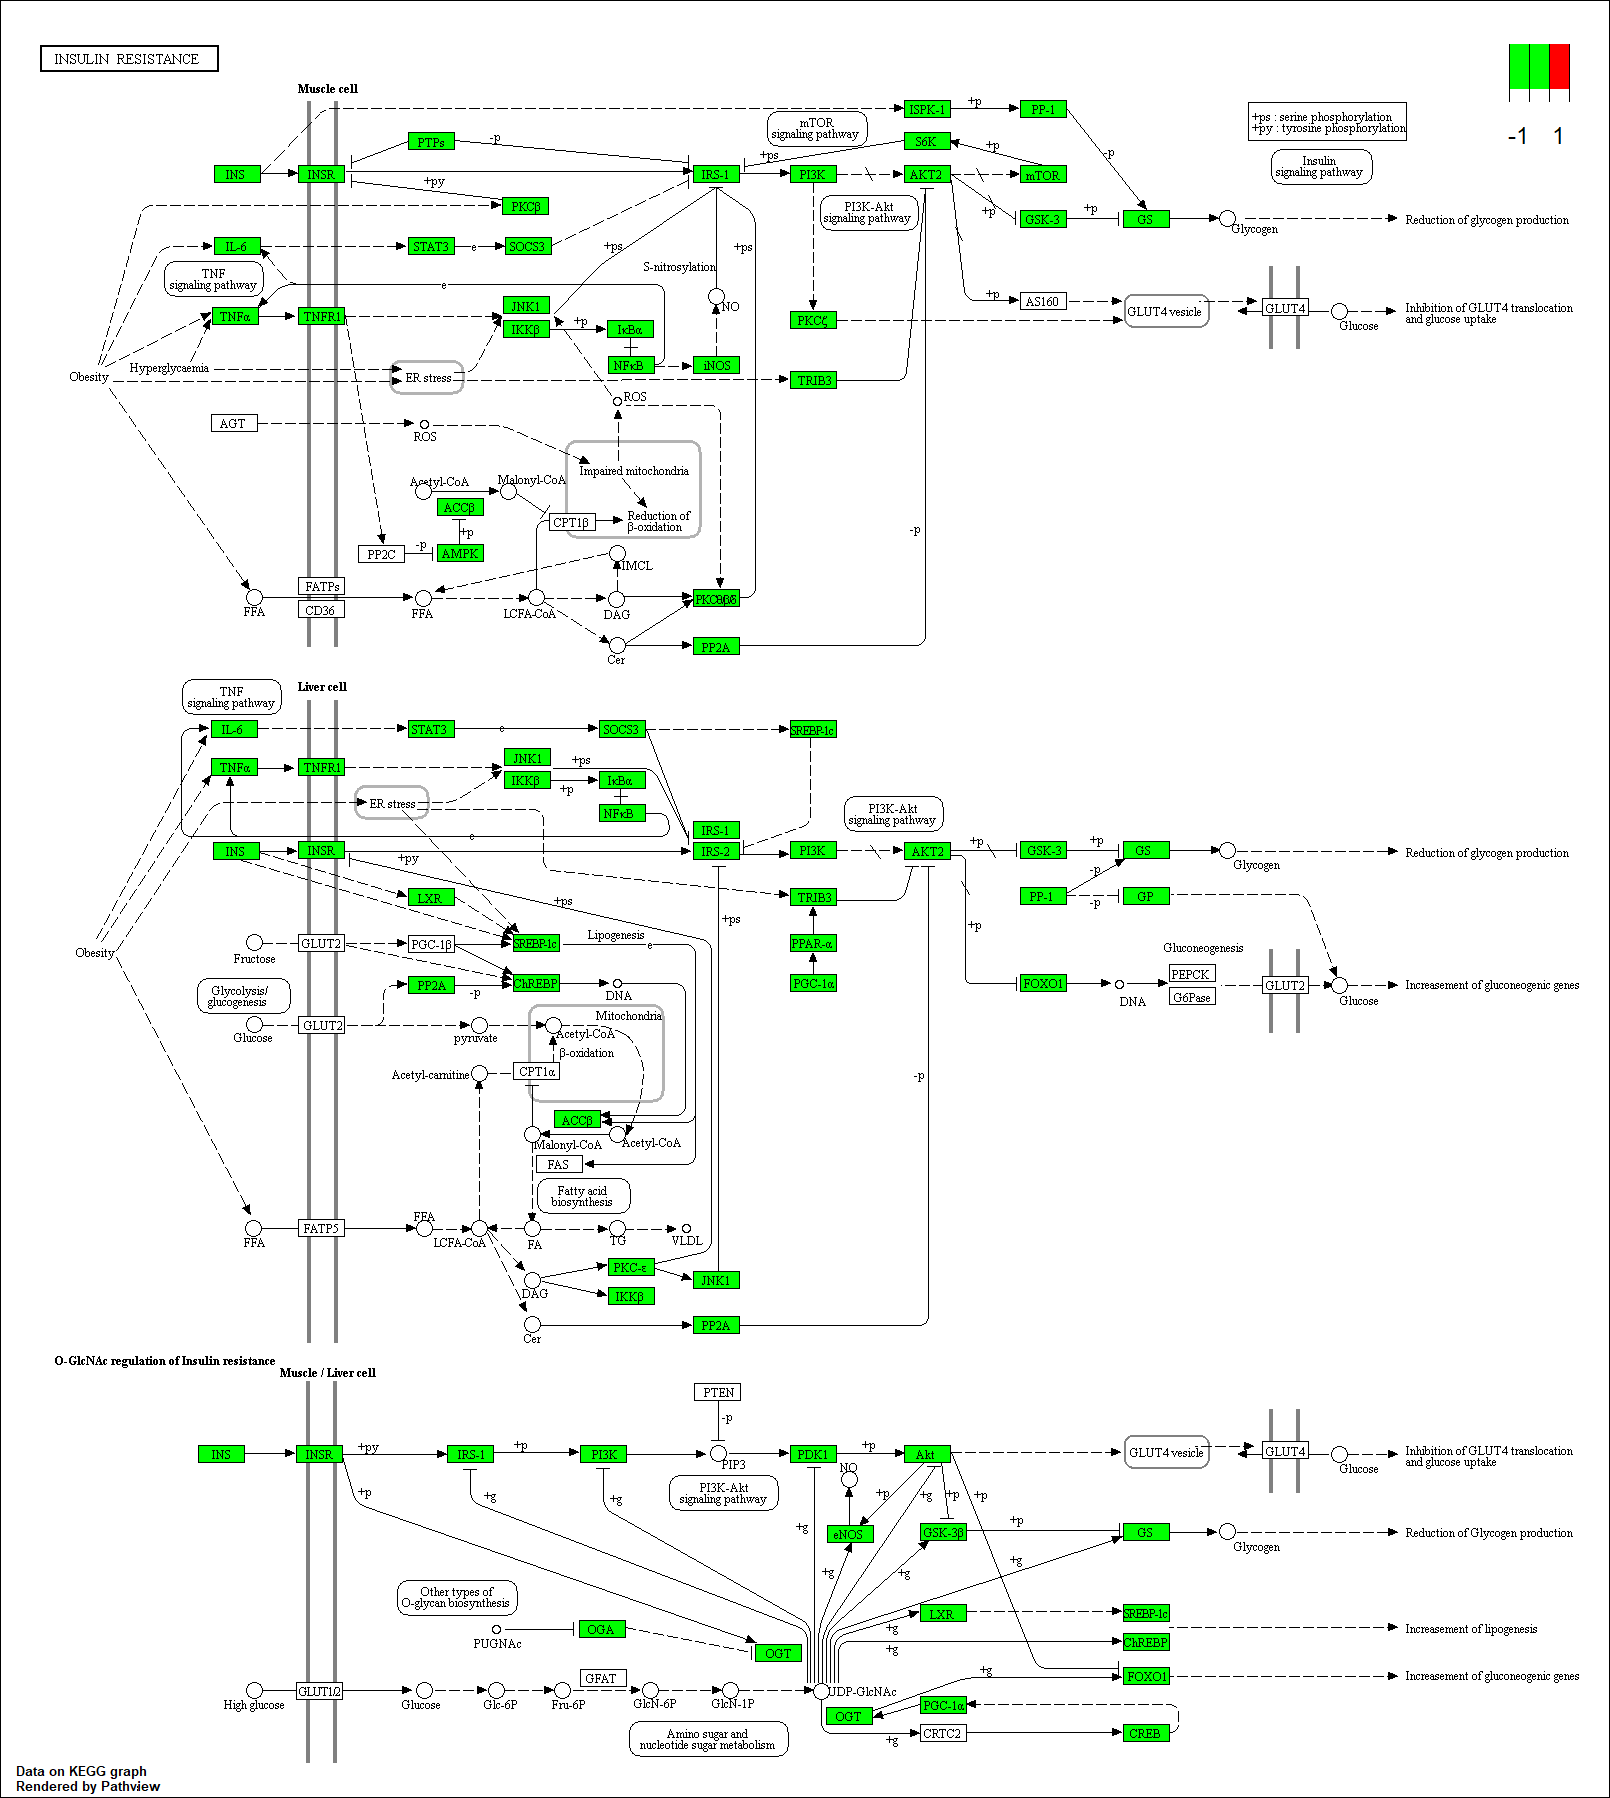 INSULIN RESISTANCE
-1 1
Muscle cell
+ps : serine phosphorylation
+py : tyrosine phosphorylation
Insulin
signaling pathway
mTOR
signaling pathway
ISPK-1
+p
PP-1
PTPs
-p
+ps
S6K
+p
-p
INS
INSR
+py
IRS-1
PI3K
AKT2
mTOR
PKCβ
PI3K-Akt
signaling pathway
+p
GSK-3
+p
GS
Glycogen
Reduction of glycogen production
IL-6
STAT3
e
SOCS3
+ps
+ps
TNF
signaling pathway
S-nitrosylation
e
NO
+p
AS160
GLUT4 vesicle
GLUT4
Glucose
Inhibition of GLUT4 translocation
and glucose uptake
TNFα
TNFR1
JNK1
IKKβ
+p
IκBα
NFκB
iNOS
PKCζ
TRIB3
Hyperglycaemia
Obesity
ER stress
ROS
AGT
ROS
Impaired mitochondria
Acetyl-CoA
Malonyl-CoA
ACCβ
CPT1β
Reduction of
β-oxidation
+p
PP2C
-p
AMPK
-p
IMCL
FATPs
CD36
FFA
FFA
LCFA-CoA
DAG
Cer
PP2A
Liver cell
TNF
signaling pathway
IL-6
STAT3
e
SOCS3
SREBP-1c
TNFα
TNFR1
JNK1
IKKβ
+ps
+p
IκBα
NFκB
ER stress
PI3K-Akt
signaling pathway
e
IRS-1
IRS-2
INS
INSR
+py
PI3K
AKT2
+p
GSK-3
+p
GS
Glycogen
Reduction of glycogen production
-p
LXR
+ps
+ps
TRIB3
PP-1
-p
GP
+p
Obesity
Fructose
GLUT2
PGC-1β
SREBP-1c
Lipogenesis
e
PPAR-α
Gluconeogenesis
Glycolysis/
glucogenesis
PP2A
-p
ChREBP
DNA
PGC-1α
FOXO1
DNA
PEPCK
G6Pase
GLUT2
Glucose
Increasement of gluconeogenic genes
Glucose
GLUT2
pyruvate
Mitochondria
Acetyl-CoA
β-oxidation
Acetyl-carnitine
CPT1α
-p
ACCβ
Malonyl-CoA
Acetyl-CoA
FAS
Fatty acid
biosynthesis
FFA
FATP5
FFA
LCFA-CoA
FA
TG
VLDL
PKC-ε
JNK1
DAG
IKKβ
Cer
PP2A
O-GlcNAc regulation of Insulin resistance
Muscle / Liver cell
PTEN
-p
INS
INSR
+py
IRS-1
+p
PI3K
PIP3
PDK1
+p
Akt
GLUT4 vesicle
GLUT4
Glucose
Inhibition of GLUT4 translocation
and glucose uptake
PI3K-Akt
signaling pathway
NO
+p
+g
+g
+p
+g
+p
+p
+g
eNOS
GSK-3β
+p
GS
Glycogen
Reduction of Glycogen production
+g
+g
+g
Other types of
O-glycan biosynthesis
LXR
SREBP-1c
PUGNAc
OGA
OGT
+g
+g
ChREBP
Increasement of lipogenesis
+g
FOXO1
Increasement of gluconeogenic genes
High glucose
GLUT1/2
Glucose
Glc-6P
Fru-6P
GFAT
GlcN-6P
GlcN-1P
UDP-GlcNAc
OGT
PGC-1α
Amino sugar and
nucleotide sugar metabolism
+g
CRTC2
CREB
Data on KEGG graph
Rendered by Pathview